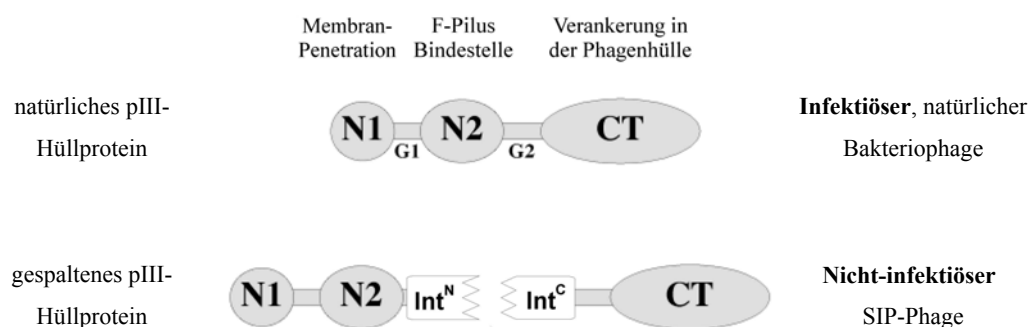 Membran-
Penetration
F-Pilus
Bindestelle
Verankerung in
der Phagenhülle
natürliches pIII-
Hüllprotein
N1
G1
N2
G2
CT
Infektiöser, natürlicher
Bakteriophage
gespaltenes pIII-
Hüllprotein
N1
N2
Int^N
Int^C
CT
Nicht-infektiöser
SIP-Phage